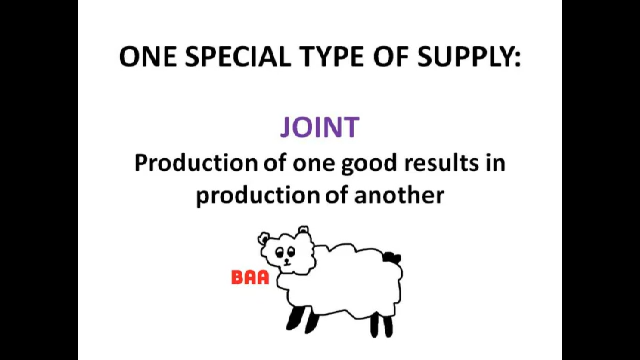 ONE SPECIAL TYPE OF SUPPLY:
JOINT
Production of one good results in
production of another
BAA